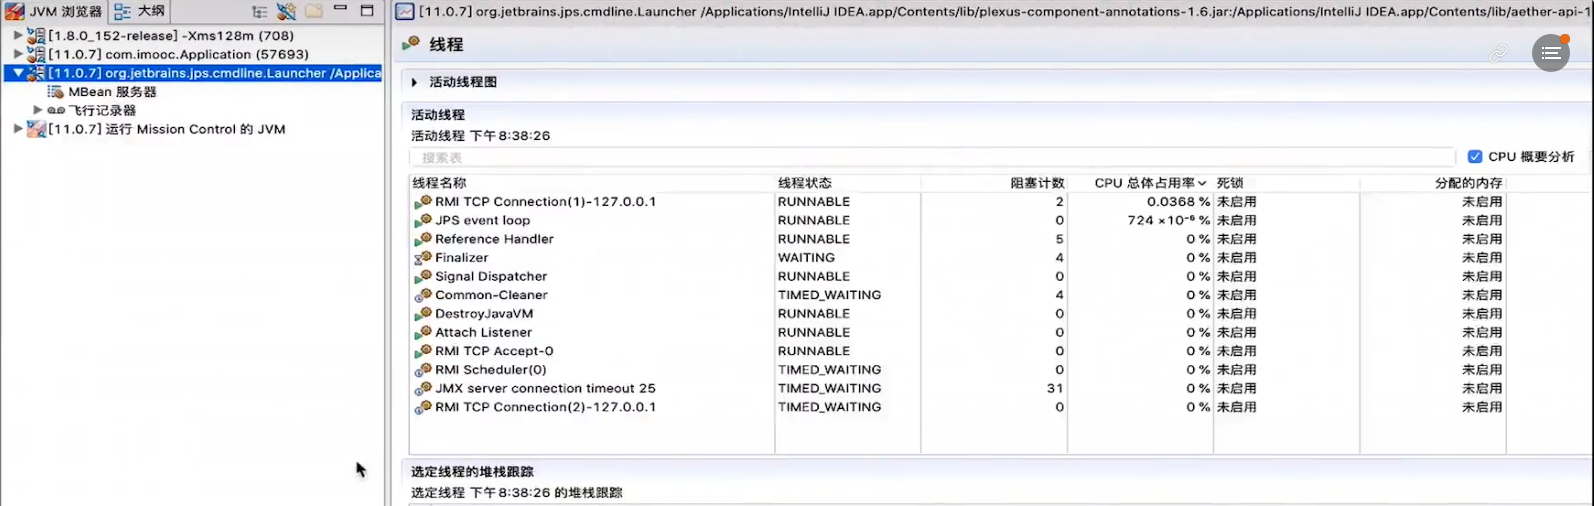 JVM 浏览器 大纲
[1.8.0_152-release] -Xms128m (708)
[11.0.7] com.imooc.Application (57693)
[11.0.7] org.jetbrains.jps.cmdline.Launcher /Applica
MBean 服务器
飞行记录器
[11.0.7] 运行 Mission Control 的 JVM
[11.0.7] org.jetbrains.jps.cmdline.Launcher /Applications/IntelliJ IDEA.app/Contents/lib/plexus-component-annotations-1.6.jar:/Applications/IntelliJ IDEA.app/Contents/lib/aether-api-1
线程
活动线程图
活动线程
活动线程 下午8:38:26
搜索表 CPU 概要分析
线程名称 线程状态 阻塞计数 CPU 总体占用率 死锁 分配的内存
RMI TCP Connection(1)-127.0.0.1 RUNNABLE 2 0.0368 % 未启用 未启用
JPS event loop RUNNABLE 0 724 ×10⁻⁶ % 未启用 未启用
Reference Handler RUNNABLE 5 0 % 未启用 未启用
Finalizer WAITING 4 0 % 未启用 未启用
Signal Dispatcher RUNNABLE 0 0 % 未启用 未启用
Common-Cleaner TIMED_WAITING 4 0 % 未启用 未启用
DestroyJavaVM RUNNABLE 0 0 % 未启用 未启用
Attach Listener RUNNABLE 0 0 % 未启用 未启用
RMI TCP Accept-0 RUNNABLE 0 0 % 未启用 未启用
RMI Scheduler(0) TIMED_WAITING 0 0 % 未启用 未启用
JMX server connection timeout 25 TIMED_WAITING 31 0 % 未启用 未启用
RMI TCP Connection(2)-127.0.0.1 TIMED_WAITING 0 0 % 未启用 未启用
选定线程的堆栈跟踪
选定线程 下午8:38:26 的堆栈跟踪